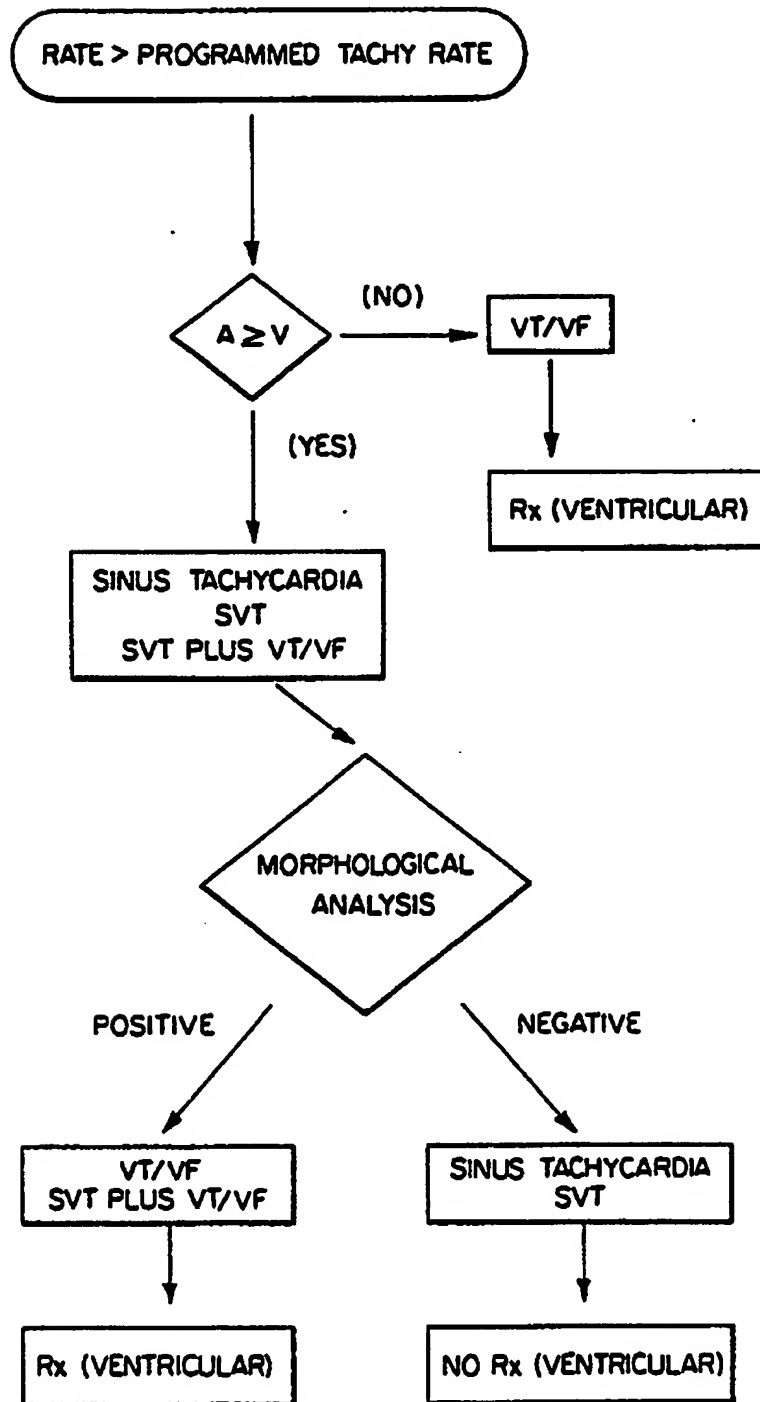 RATE > PROGRAMMED TACHY RATE
A ≥ V
(NO)
VT/VF
(YES)
Rx (VENTRICULAR)
SINUS TACHYCARDIA
SVT
SVT PLUS VT/VF
MORPHOLOGICAL
ANALYSIS
POSITIVE
NEGATIVE
VT/VF
SVT PLUS VT/VF
SINUS TACHYCARDIA
SVT
Rx (VENTRICULAR)
NO Rx (VENTRICULAR)